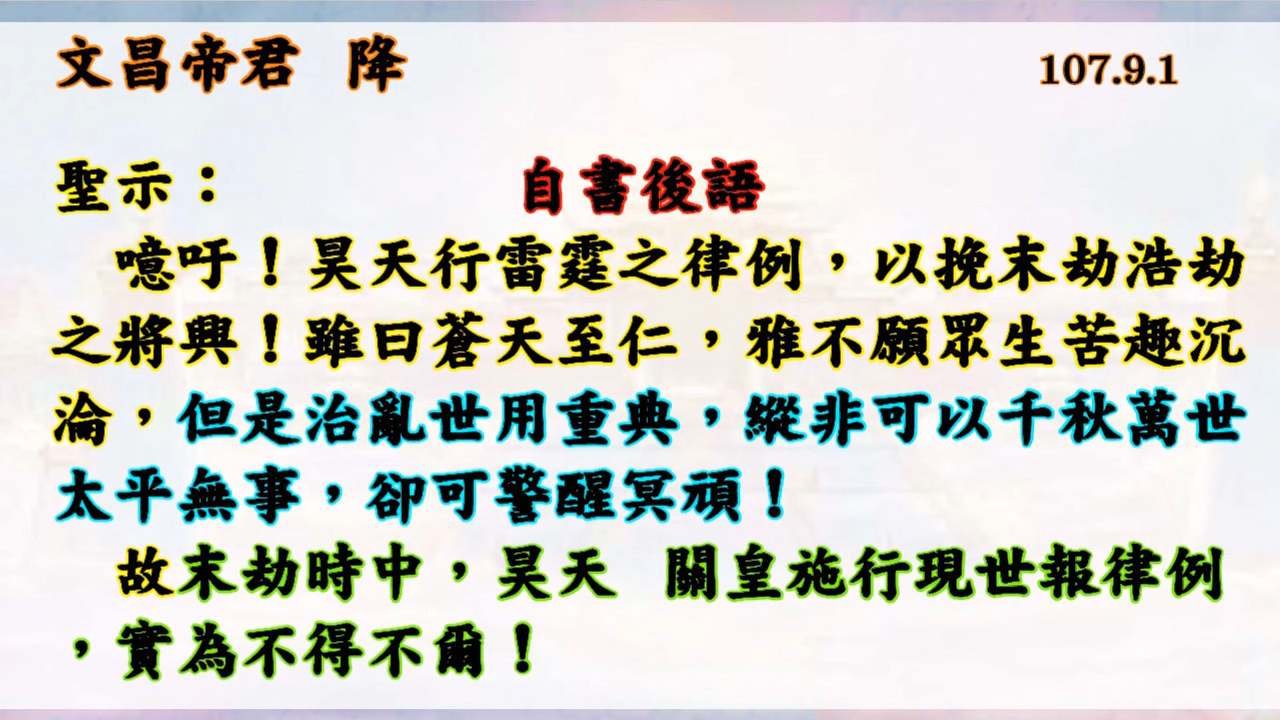 文昌帝君 降 107.9.1
聖示： 自書後語
噫吁！昊天行雷霆之律例，以挽末劫浩劫
之將興！雖曰蒼天至仁，雅不願眾生苦趣沉
淪，但是治亂世用重典，縱非可以千秋萬世
太平無事，卻可警醒冥頑！
故末劫時中，昊天 關皇施行現世報律例
，實為不得不爾！